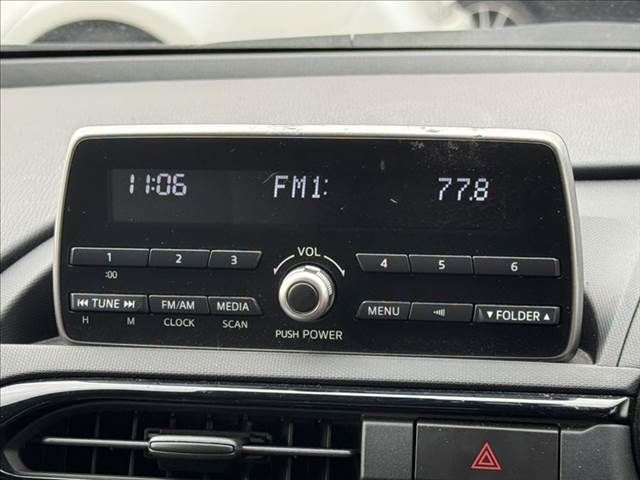 11:06 FM1: 77.8
VOL
1 2 3 4 5 6
:00
⏮ TUNE ⏭ FM/AM MEDIA MENU ▼ FOLDER ▲
H M CLOCK SCAN PUSH POWER